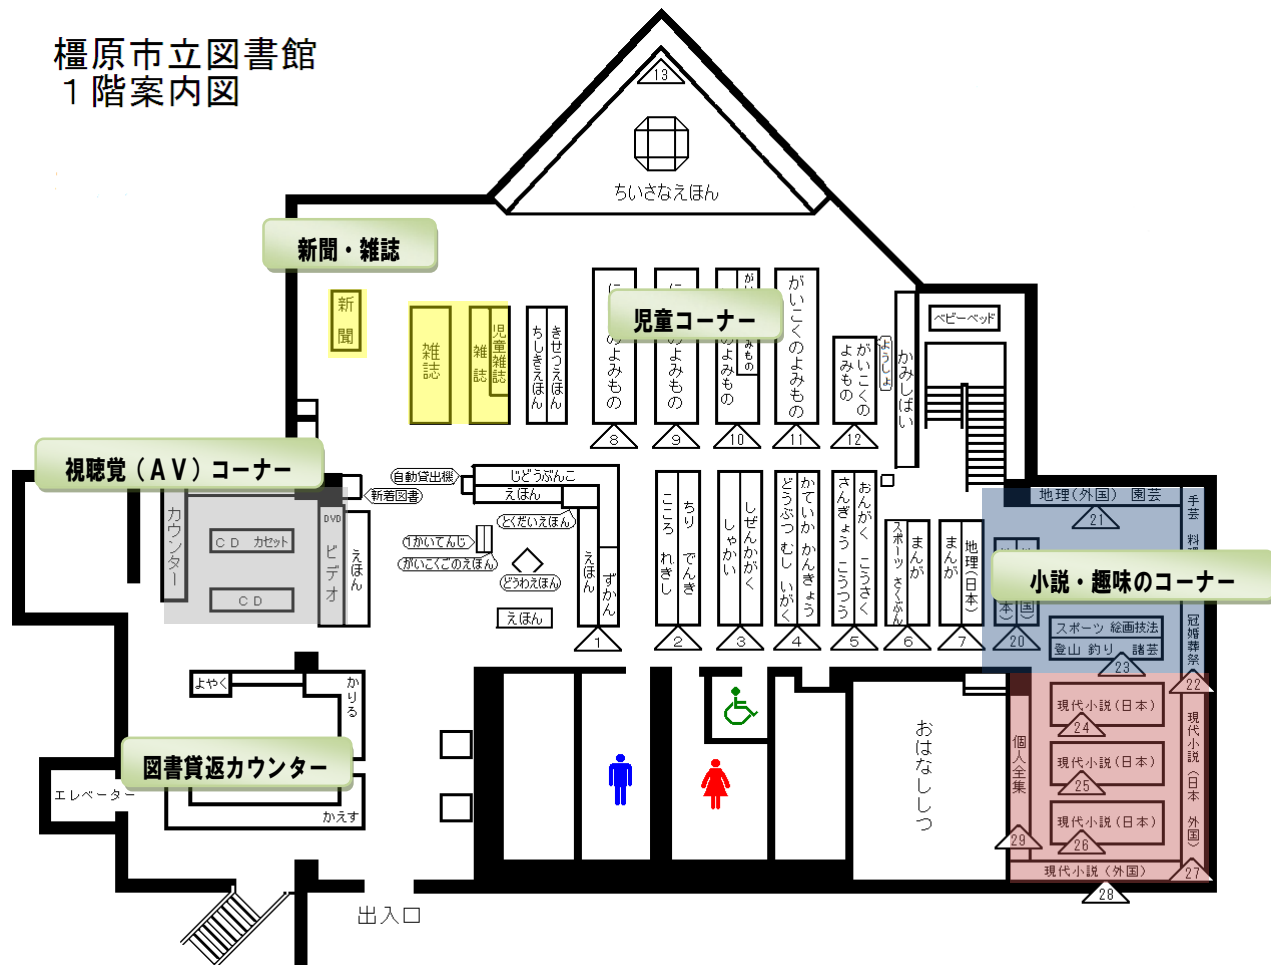 橿原市立図書館
１階案内図
13
ちいさなえほん
新聞・雑誌
新聞
雑誌
雑誌
児童雑誌
ちしきえほん
きせつえほん
児童コーナー
のよみもの
のよみもの
のよみもの
がいこくのよみもの
がいこくの
よみもの
ようしょ
かみしばい
ベビーベッド
8
9
10
11
12
視聴覚（ＡＶ）コーナー
自動貸出機
新着図書
じどうぶんこ
えほん
とくだいえほん
1かいてんじ
がいこくごのえほん
どうわえほん
えほん
えほん
ずかん
カウンター
ＣＤ カセット
ＣＤ
DVD
ビデオ
えほん
こころ れきし
ちり でんき
しゃかい
しぜんかがく
どうぶつ むし いがく
かていか かんきょう
さんぎょう こうつう
おんがく こうさく
スポーツ さくぶん
まんが
まんが
地理(日本)
1
2
3
4
5
6
7
20
地理(外国) 園芸
21
手芸 料理
小説・趣味のコーナー
冠婚葬祭
スポーツ 絵画技法
登山 釣り 諸芸
23
22
現代小説(日本)
24
現代小説(日本)
25
現代小説(日本)
26
個人全集
29
現代小説(日本 外国)
27
現代小説(外国)
28
よやく
かりる
図書貸返カウンター
かえす
エレベーター
おはなししつ
出入口